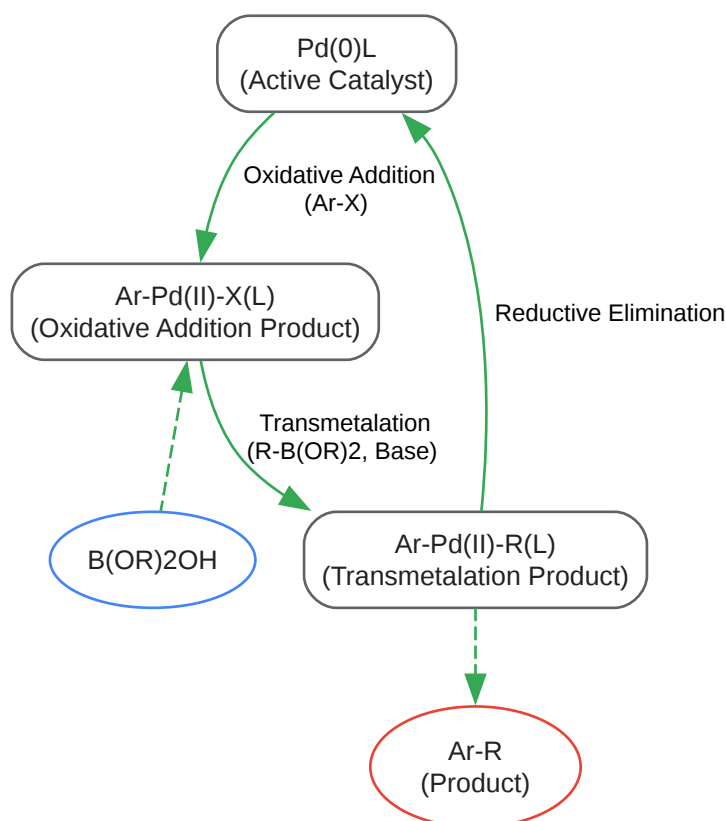 Pd(0)L
(Active Catalyst)
Oxidative Addition
(Ar-X)
Ar-Pd(II)-X(L)
(Oxidative Addition Product)
Reductive Elimination
Transmetalation
(R-B(OR)2, Base)
B(OR)2OH
Ar-Pd(II)-R(L)
(Transmetalation Product)
Ar-R
(Product)